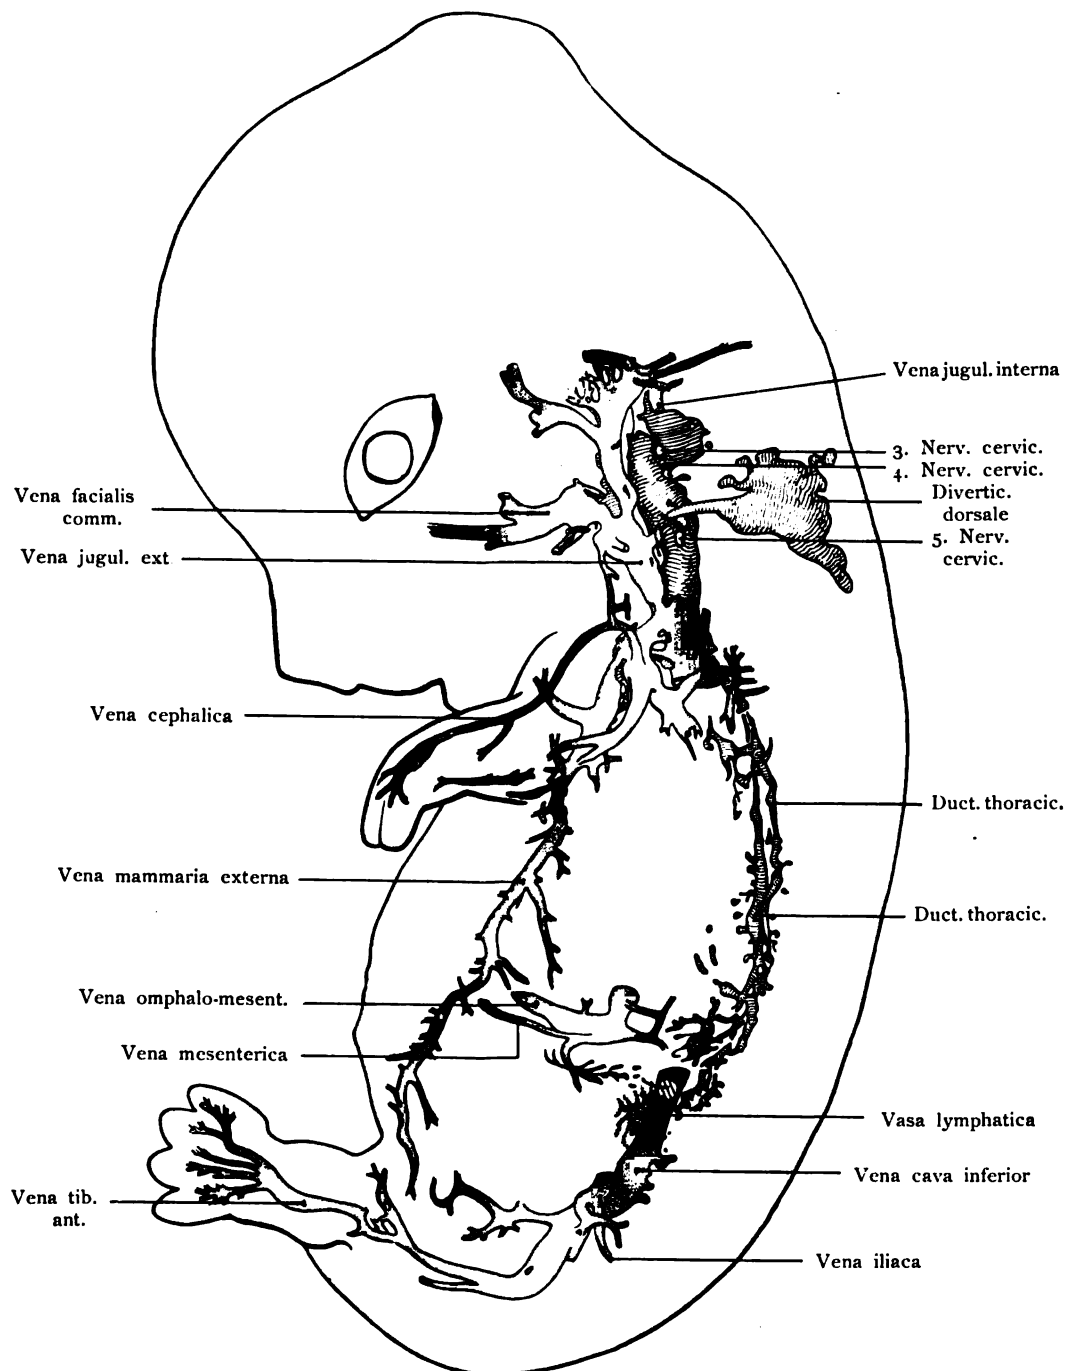 Vena jugul. interna
3. Nerv. cervic.
4. Nerv. cervic.
Divertic.
dorsale
5. Nerv.
cervic.
Vena facialis
comm.
Vena jugul. ext
Vena cephalica
Duct. thoracic.
Vena mammaria externa
Duct. thoracic.
Vena omphalo-mesent.
Vena mesenterica
Vasa lymphatica
Vena cava inferior
Vena tib.
ant.
Vena iliaca